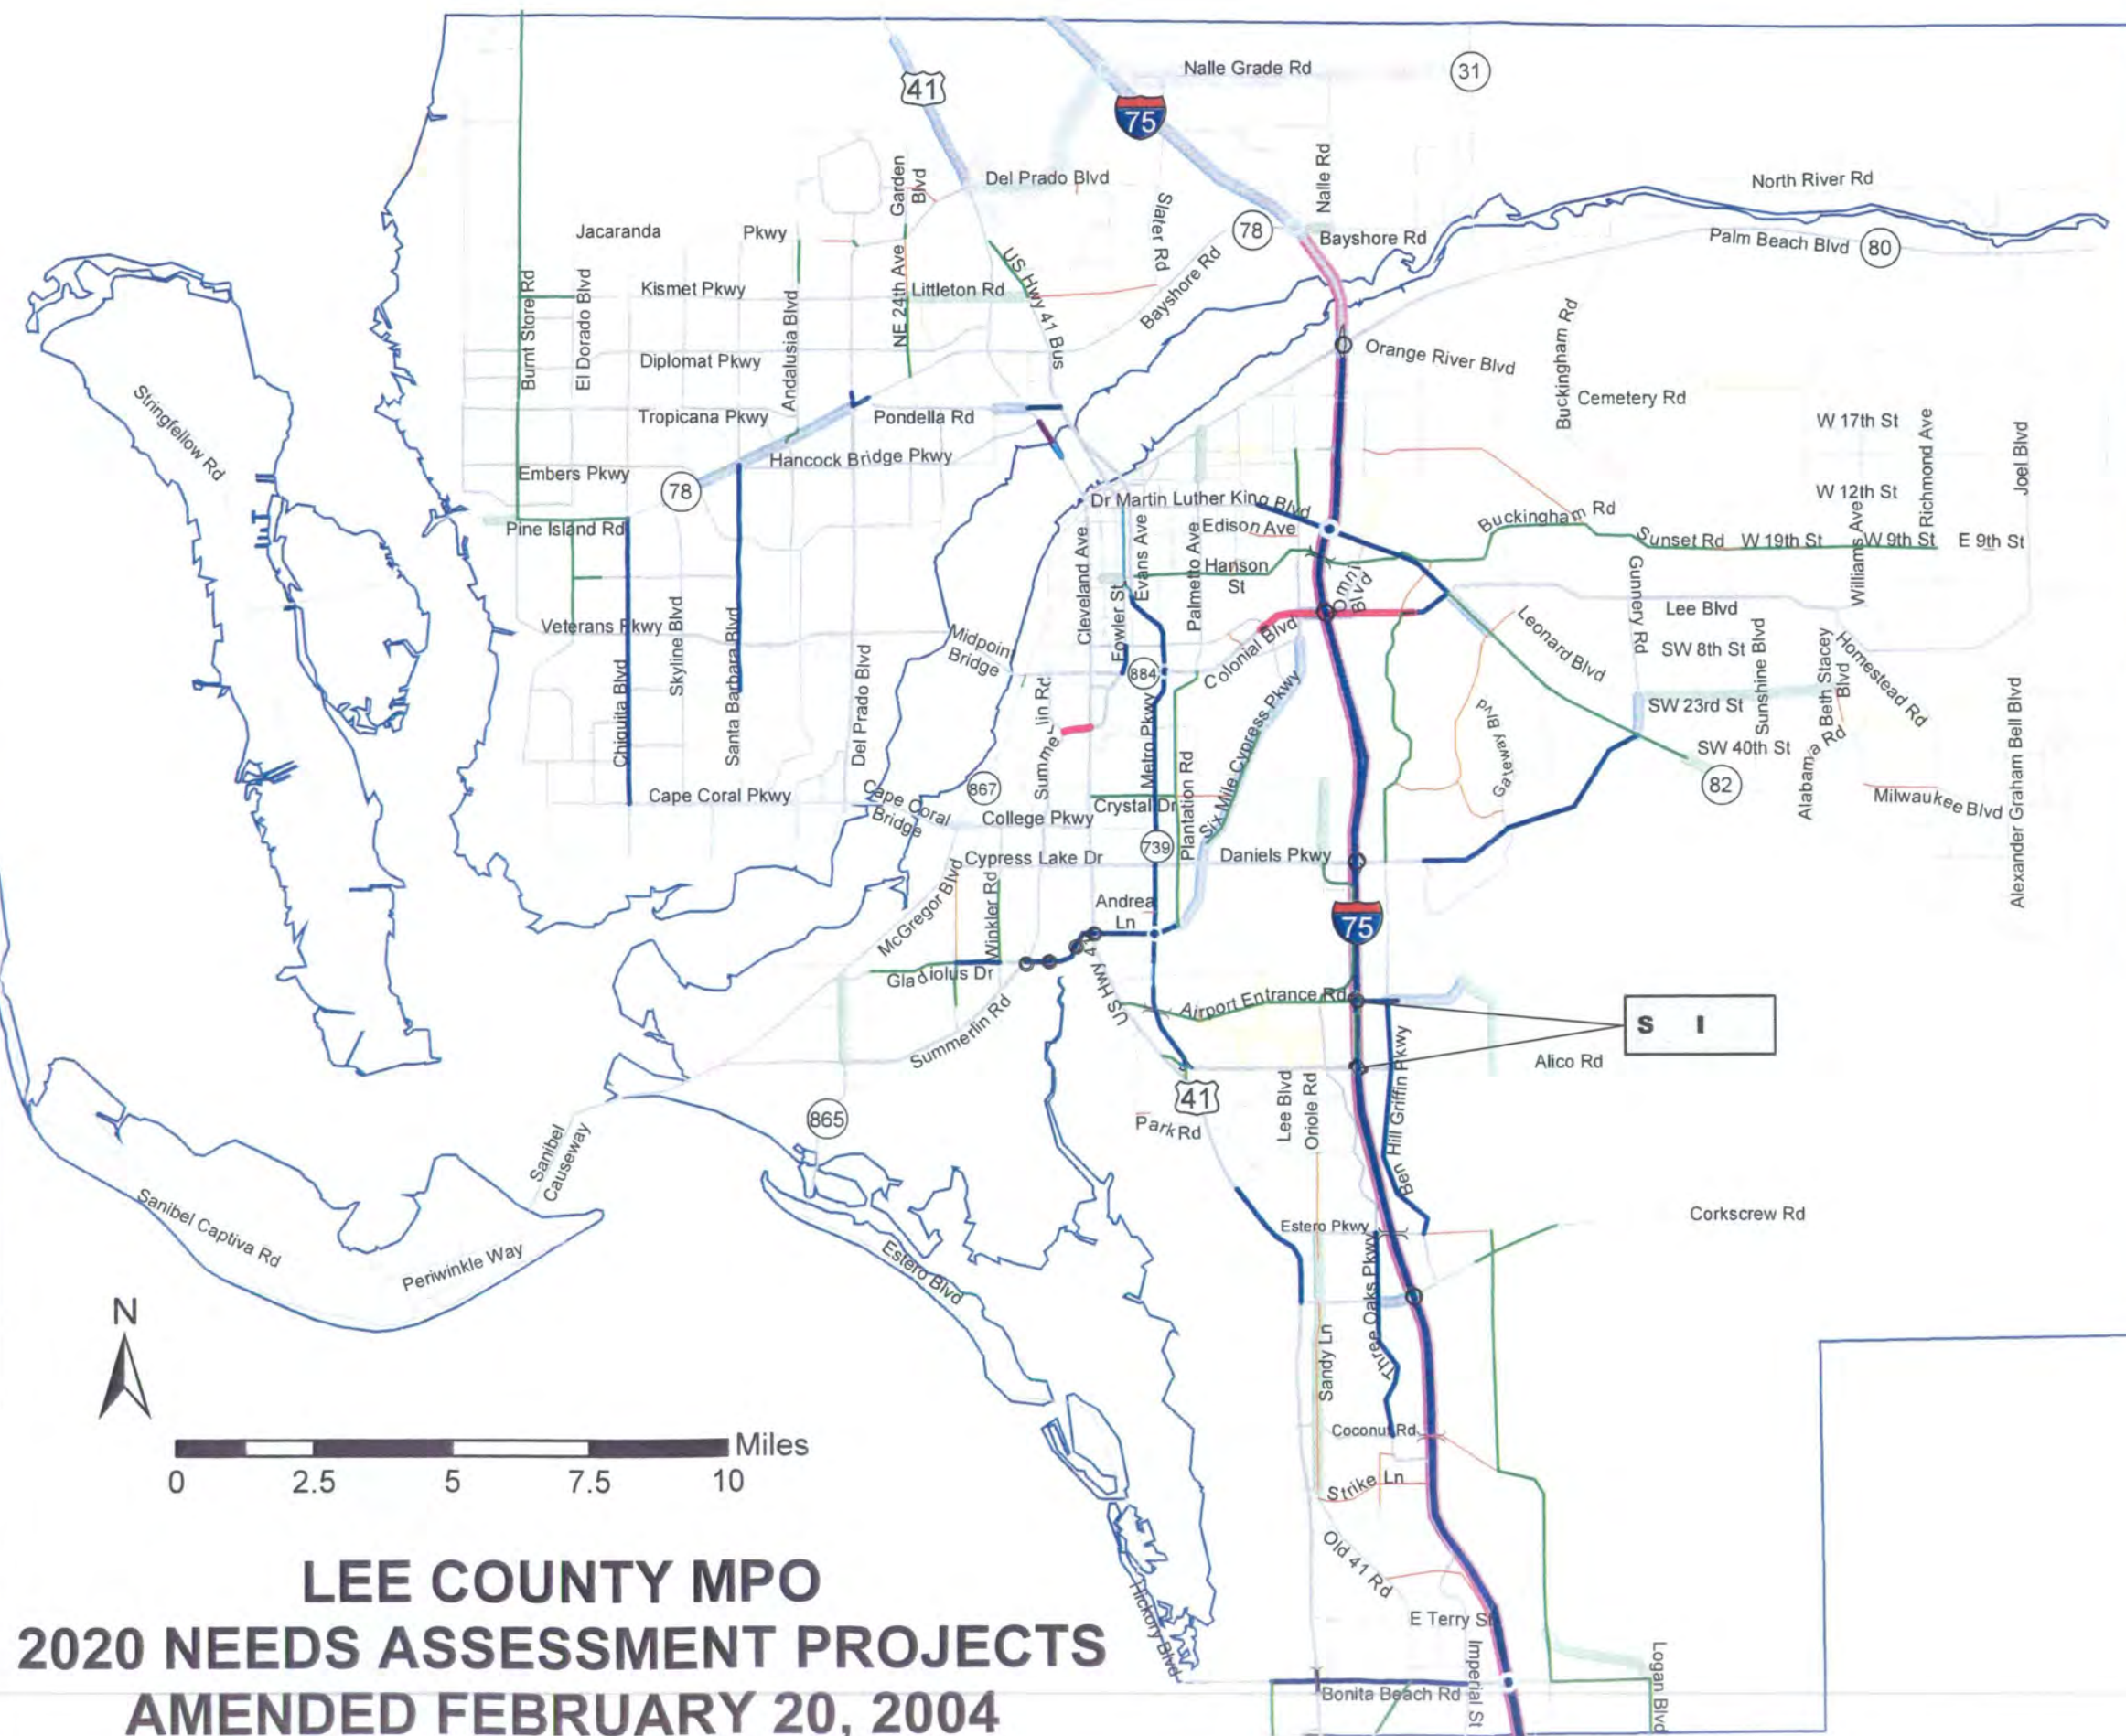 Nalle Grade Rd
31
41
75
Nalle Rd
North River Rd
Garden
Blvd
Del Prado Blvd
Slater Rd
78
Bayshore Rd
Palm Beach Blvd
80
Jacaranda
Pkwy
Bayshore Rd
US Hwy 41 Bus
NE 24th Ave
Littleton Rd
Kismet Pkwy
Burnt Store Rd
El Dorado Blvd
Andalusia Blvd
Diplomat Pkwy
Orange River Blvd
Buckingham Rd
Cemetery Rd
Stringfellow Rd
Tropicana Pkwy
Pondella Rd
W 17th St
Richmond Ave
Joel Blvd
Hancock Bridge Pkwy
Embers Pkwy
78
W 12th St
Dr Martin Luther King Blvd
Pine Island Rd
Edison Ave
Buckingham Rd
Sunset Rd
W 19th St
W 9th St
E 9th St
Williams Ave
Cleveland Ave
Evans Ave
Palmetto Ave
Hanson
St
Omni
Blvd
Gunnery Rd
Lee Blvd
Fowler St
Veterans Pkwy
Skyline Blvd
Santa Barbara Blvd
Chiquita Blvd
Del Prado Blvd
Midpoint
Bridge
884
Colonial Blvd
Leonard Blvd
SW 8th St
Sunshine Blvd
Beth Stacey
Blvd
Homestead Rd
SW 23rd St
Summerlin Rd
Metro Pkwy
Plantation Rd
Six Mile Cypress Pkwy
Gateway Blvd
SW 40th St
Alabama Rd
82
Milwaukee Blvd
Alexander Graham Bell Blvd
Cape Coral Pkwy
Cape Coral
Bridge
867
College Pkwy
Crystal Dr
739
Cypress Lake Dr
Daniels Pkwy
McGregor Blvd
Winkler Rd
Andrea
Ln
75
Gladiolus Dr
US Hwy 41
Airport Entrance Rd
S I
Summerlin Rd
Alico Rd
Ben Hill Griffin Pkwy
41
Lee Blvd
Oriole Rd
865
Park Rd
Sanibel
Causeway
Sanibel Captiva Rd
Periwinkle Way
Estero Blvd
Estero Pkwy
Corkscrew Rd
Three Oaks Pkwy
Sandy Ln
N
Coconut Rd
Miles
0 2.5 5 7.5 10
Strike Ln
Old 41 Rd
E Terry St
Imperial St
Logan Blvd
Hickory Blvd
Bonita Beach Rd
LEE COUNTY MPO
2020 NEEDS ASSESSMENT PROJECTS
AMENDED FEBRUARY 20, 2004